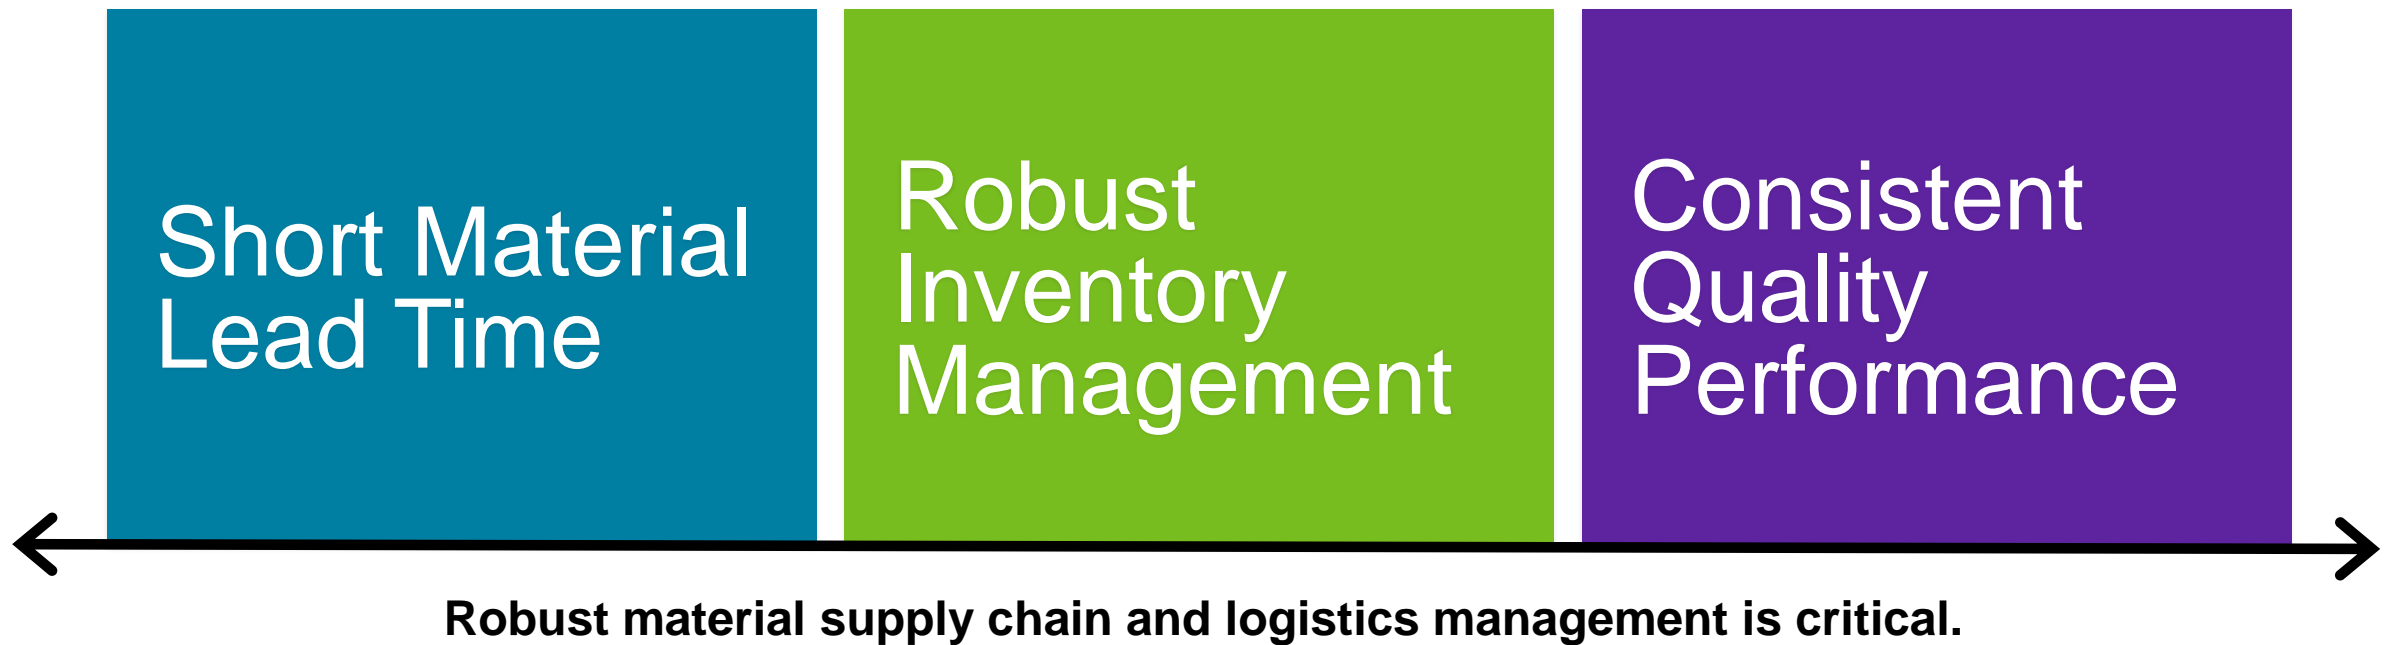 Short Material
Lead Time
Robust
Inventory
Management
Consistent
Quality
Performance
Robust material supply chain and logistics management is critical.